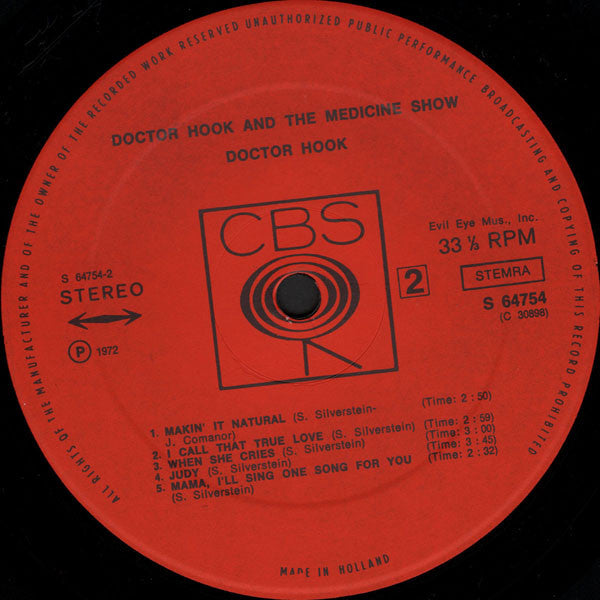 ALL RIGHTS OF THE MANUFACTURER AND OF THE OWNER OF THE RECORDED WORK RESERVED UNAUTHORIZED PUBLIC PERFORMANCE BROADCASTING AND COPYING OF THIS RECORD PROHIBITED
DOCTOR HOOK AND THE MEDICINE SHOW
DOCTOR HOOK
CBS
S 64754-2
STEREO
P 1972
Evil Eye Mus., Inc.
33 ⅓ RPM
2 STEMRA
S 64754
(C 30898)
1. MAKIN' IT NATURAL (S. Silverstein- (Time: 2 : 50)
J. Comanor)
2. I CALL THAT TRUE LOVE (S. Silverstein) (Time: 2 : 59)
3. WHEN SHE CRIES (S. Silverstein) (Time: 3 : 00)
4. JUDY (S. Silverstein) (Time: 3 : 45)
5. MAMA, I'LL SING ONE SONG FOR YOU (Time: 2 : 32)
(S. Silverstein)
MADE IN HOLLAND